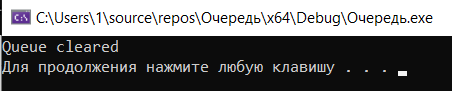 C:\Users\1\source\repos\Очередь\x64\Debug\Очередь.exe
Queue cleared
Для продолжения нажмите любую клавишу . . .